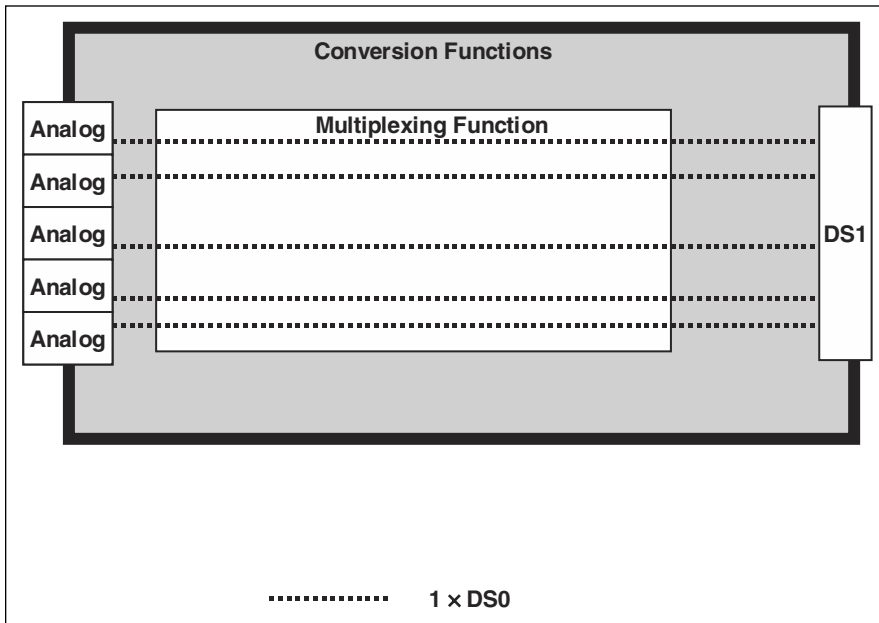 Conversion Functions
Multiplexing Function
Analog
Analog
Analog
Analog
Analog
DS1
1 × DS0